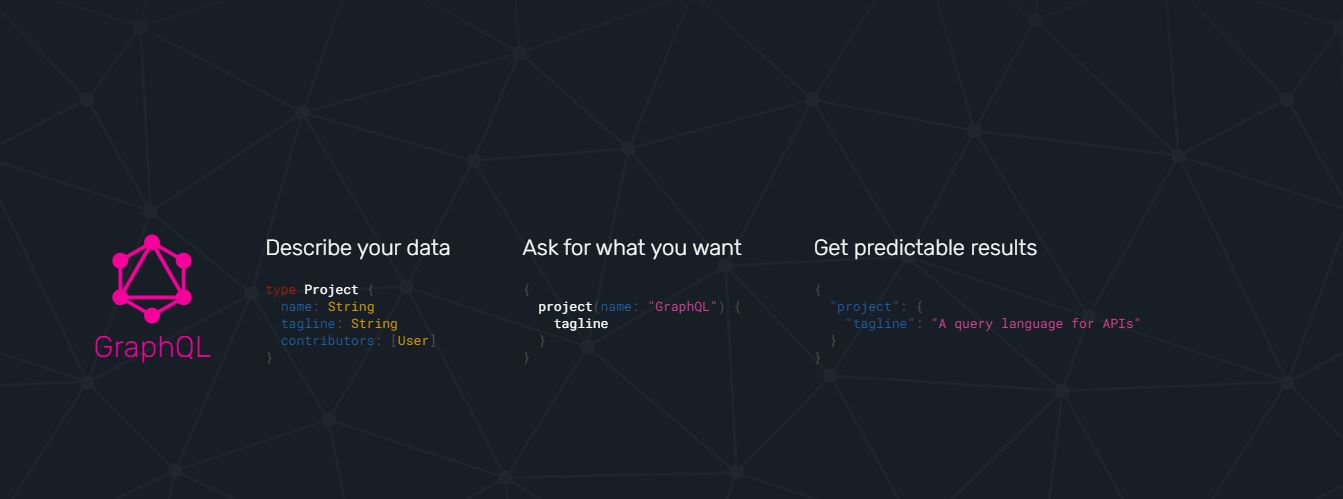 GraphQL
Describe your data
type Project {
  name: String
  tagline: String
  contributors: [User]
}
Ask for what you want
{
  project(name: "GraphQL") {
    tagline
  }
}
Get predictable results
{
  "project": {
    "tagline": "A query language for APIs"
  }
}